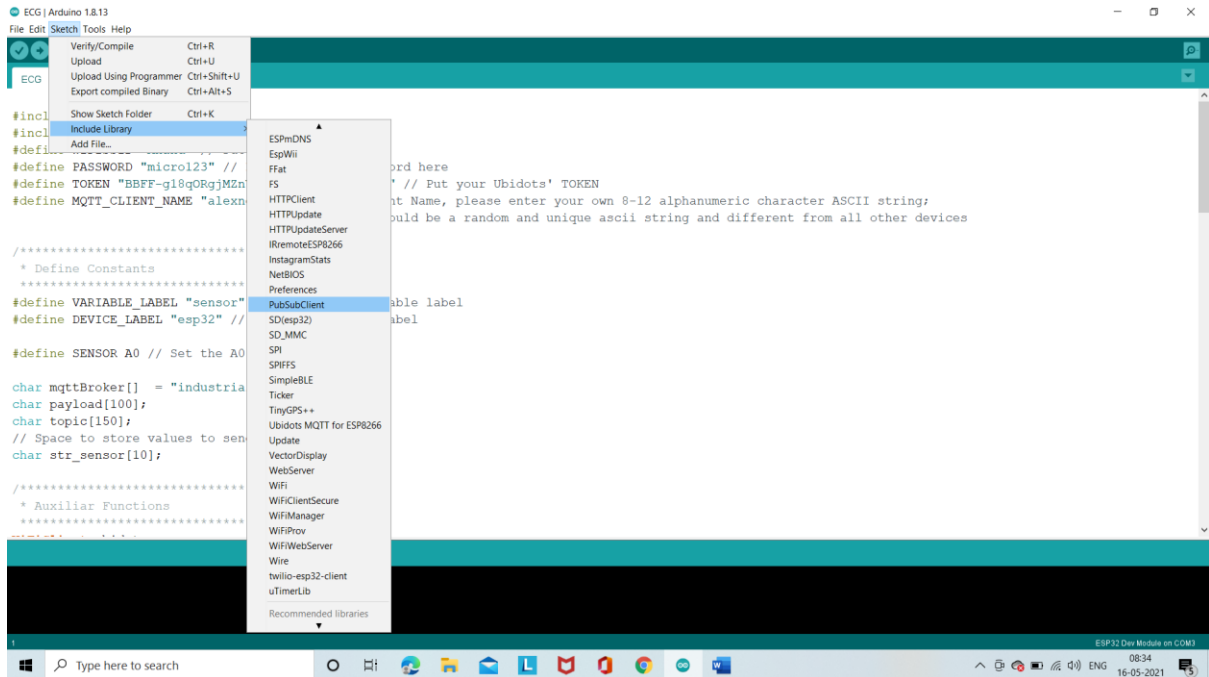 ECG | Arduino 1.8.13
File Edit Sketch Tools Help
Verify/Compile Ctrl+R
Upload Ctrl+U
Upload Using Programmer Ctrl+Shift+U
Export compiled Binary Ctrl+Alt+S
Show Sketch Folder Ctrl+K
Include Library
Add File...
ECG
#incl
#incl
#defi
#define PASSWORD "micro123" // ord here
#define TOKEN "BBFF-g18qORgjMZn " // Put your Ubidots' TOKEN
#define MQTT_CLIENT_NAME "alexn nt Name, please enter your own 8-12 alphanumeric character ASCII string;
ould be a random and unique ascii string and different from all other devices
/******************************
* Define Constants
******************************
#define VARIABLE_LABEL "sensor" able label
#define DEVICE_LABEL "esp32" // abel
#define SENSOR A0 // Set the A0
char mqttBroker[] = "industria
char payload[100];
char topic[150];
// Space to store values to sen
char str_sensor[10];
/******************************
* Auxiliar Functions
******************************
ESPmDNS
EspWii
FFat
FS
HTTPClient
HTTPUpdate
HTTPUpdateServer
IRremoteESP8266
InstagramStats
NetBIOS
Preferences
PubSubClient
SD(esp32)
SD_MMC
SPI
SPIFFS
SimpleBLE
Ticker
TinyGPS++
Ubidots MQTT for ESP8266
Update
VectorDisplay
WebServer
WiFi
WiFiClientSecure
WiFiManager
WiFiProv
WiFiWebServer
Wire
twilio-esp32-client
uTimerLib
Recommended libraries
1
ESP32 Dev Module on COM3
Type here to search
ENG
08:34
16-05-2021
5